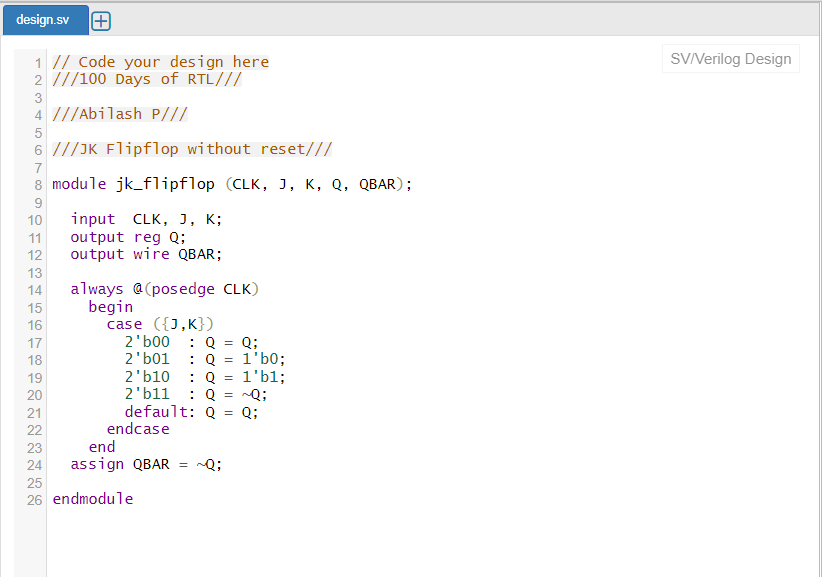 design.sv
SV/Verilog Design
1 // Code your design here
2 ///100 Days of RTL///
3
4 ///Abilash P///
5
6 ///JK Flipflop without reset///
7
8 module jk_flipflop (CLK, J, K, Q, QBAR);
9
10   input  CLK, J, K;
11   output reg Q;
12   output wire QBAR;
13
14   always @(posedge CLK)
15     begin
16       case ({J,K})
17         2'b00  : Q = Q;
18         2'b01  : Q = 1'b0;
19         2'b10  : Q = 1'b1;
20         2'b11  : Q = ~Q;
21         default: Q = Q;
22       endcase
23     end
24   assign QBAR = ~Q;
25
26 endmodule